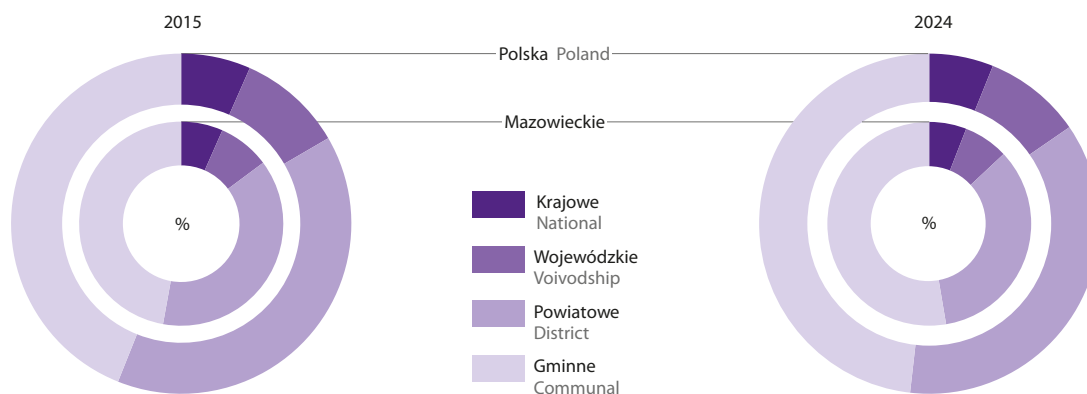 2015
2024
Polska Poland
Mazowieckie
%
%
Krajowe
National
Wojewódzkie
Voivodship
Powiatowe
District
Gminne
Communal